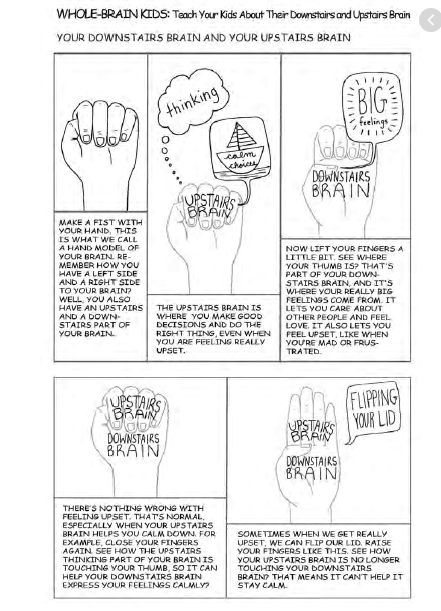 WHOLE-BRAIN KIDS: Teach Your Kids About Their Downstairs and Upstairs Brain
YOUR DOWNSTAIRS BRAIN AND YOUR UPSTAIRS BRAIN
MAKE A FIST WITH
YOUR HAND. THIS
IS WHAT WE CALL
A HAND MODEL OF
YOUR BRAIN. RE-
MEMBER HOW YOU
HAVE A LEFT SIDE
AND A RIGHT SIDE
TO YOUR BRAIN?
WELL, YOU ALSO
HAVE AN UPSTAIRS
AND A DOWN-
STAIRS PART OF
YOUR BRAIN.
thinking
calm
choices
UPSTAIRS
BRAIN
THE UPSTAIRS BRAIN IS
WHERE YOU MAKE GOOD
DECISIONS AND DO THE
RIGHT THING, EVEN WHEN
YOU ARE FEELING REALLY
UPSET.
BIG
feelings
DOWNSTAIRS
BRAIN
NOW LIFT YOUR FINGERS A
LITTLE BIT. SEE WHERE
YOUR THUMB IS? THAT'S
PART OF YOUR DOWN-
STAIRS BRAIN, AND IT'S
WHERE YOUR REALLY BIG
FEELINGS COME FROM. IT
LETS YOU CARE ABOUT
OTHER PEOPLE AND FEEL
LOVE. IT ALSO LETS YOU
FEEL UPSET, LIKE WHEN
YOU'RE MAD OR FRUS-
TRATED.
UPSTAIRS
BRAIN
DOWNSTAIRS
BRAIN
THERE'S NOTHING WRONG WITH
FEELING UPSET. THAT'S NORMAL,
ESPECIALLY WHEN YOUR UPSTAIRS
BRAIN HELPS YOU CALM DOWN. FOR
EXAMPLE, CLOSE YOUR FINGERS
AGAIN. SEE HOW THE UPSTAIRS
THINKING PART OF YOUR BRAIN IS
TOUCHING YOUR THUMB, SO IT CAN
HELP YOUR DOWNSTAIRS BRAIN
EXPRESS YOUR FEELINGS CALMLY?
FLIPPING
YOUR LID
UPSTAIRS
BRAIN
DOWNSTAIRS
BRAIN
SOMETIMES WHEN WE GET REALLY
UPSET, WE CAN FLIP OUR LID. RAISE
YOUR FINGERS LIKE THIS. SEE HOW
YOUR UPSTAIRS BRAIN IS NO LONGER
TOUCHING YOUR DOWNSTAIRS
BRAIN? THAT MEANS IT CAN'T HELP IT
STAY CALM.